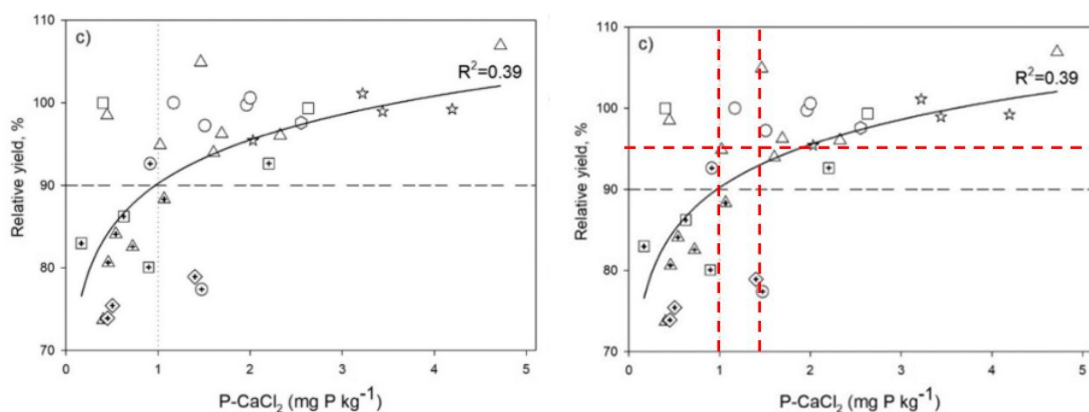 c)
R²=0.39
Relative yield, %
110
100
90
80
70
0 1 2 3 4 5
P-CaCl₂ (mg P kg⁻¹)
c)
R²=0.39
Relative yield, %
110
100
90
80
70
0 1 2 3 4 5
P-CaCl₂ (mg P kg⁻¹)